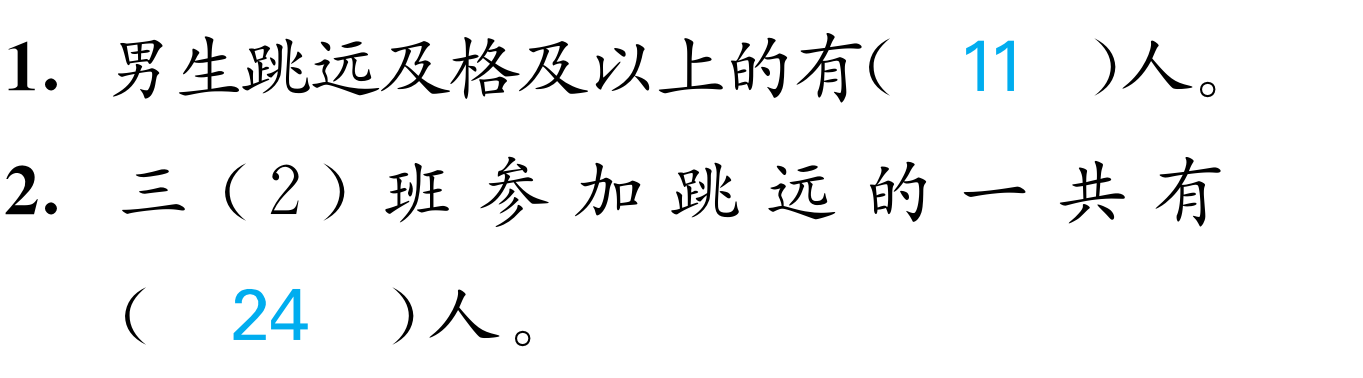 1. 男生跳远及格及以上的有( 11 )人。
2. 三(2)班参加跳远的一共有
( 24 )人。